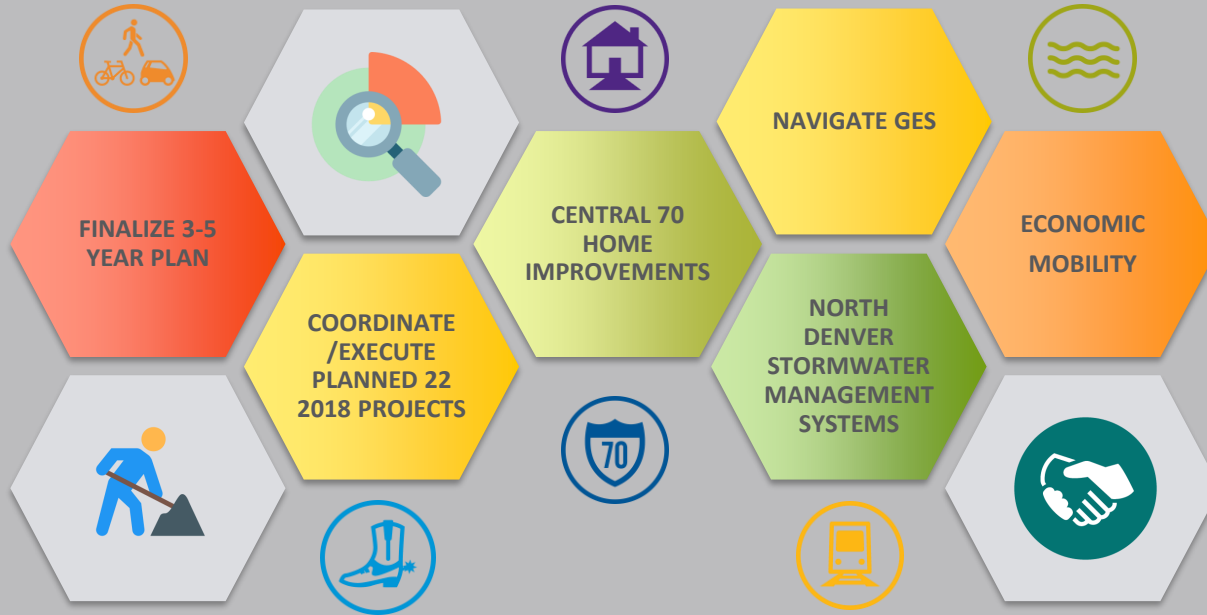 FINALIZE 3-5
YEAR PLAN
COORDINATE
/EXECUTE
PLANNED 22
2018 PROJECTS
CENTRAL 70
HOME
IMPROVEMENTS
70
NAVIGATE GES
NORTH
DENVER
STORMWATER
MANAGEMENT
SYSTEMS
ECONOMIC
MOBILITY